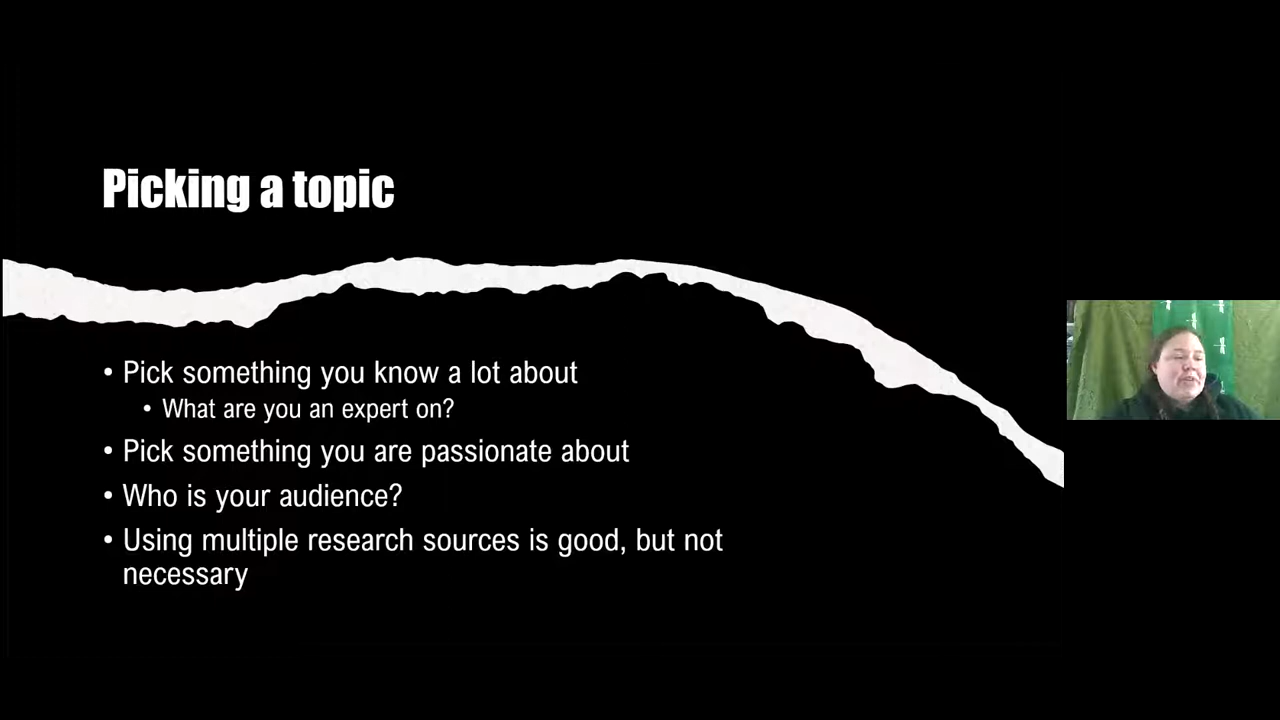 Picking a topic
• Pick something you know a lot about
• What are you an expert on?
• Pick something you are passionate about
• Who is your audience?
• Using multiple research sources is good, but not
necessary